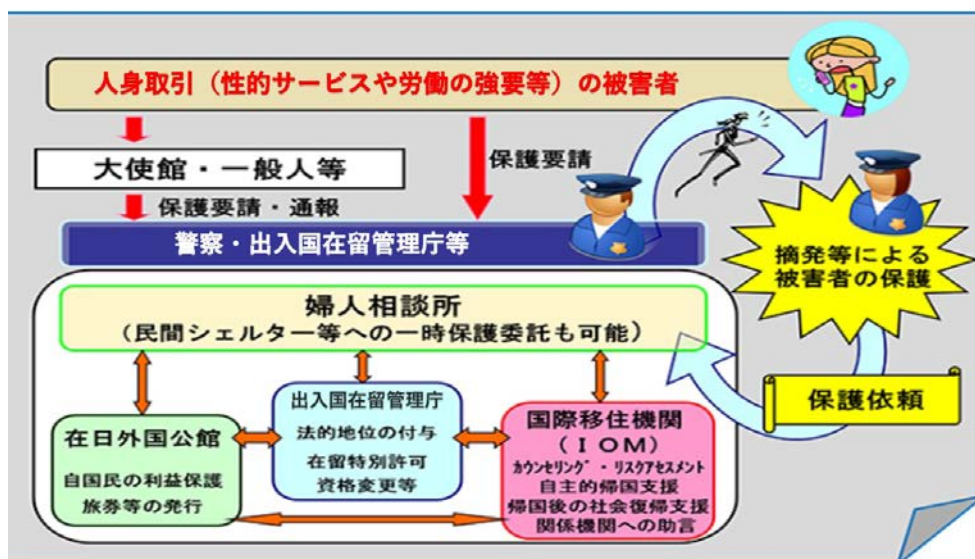 人身取引（性的サービスや労働の強要等）の被害者
大使館・一般人等
保護要請
保護要請・通報
警察・出入国在留管理庁等
摘発等による
被害者の保護
婦人相談所
（民間シェルター等への一時保護委託も可能）
保護依頼
在日外国公館
自国民の利益保護
旅券等の発行
出入国在留管理庁
法的地位の付与
在留特別許可
資格変更等
国際移住機関
（ＩＯＭ）
ｶｳﾝｾﾘﾝｸﾞ・ﾘｽｸｱｾｽﾒﾝﾄ
自主的帰国支援
帰国後の社会復帰支援
関係機関への助言